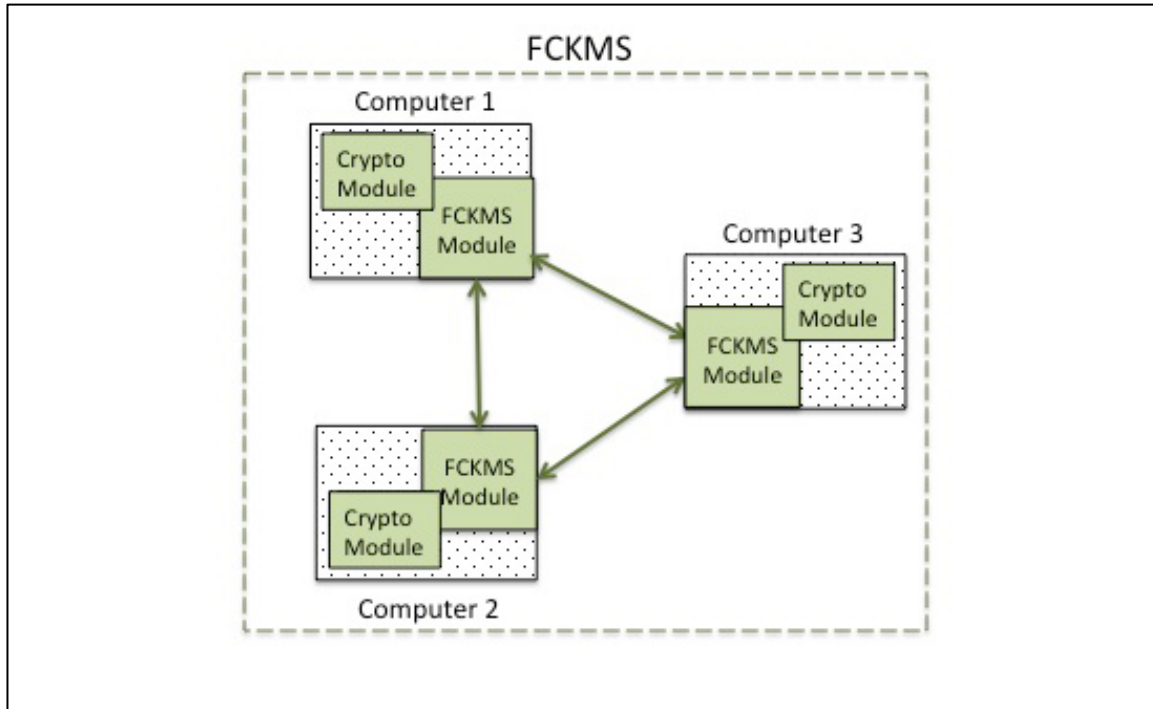 FCKMS
Computer 1
Crypto
Module
FCKMS
Module
Computer 3
Crypto
Module
FCKMS
Module
FCKMS
Module
Crypto
Module
Computer 2